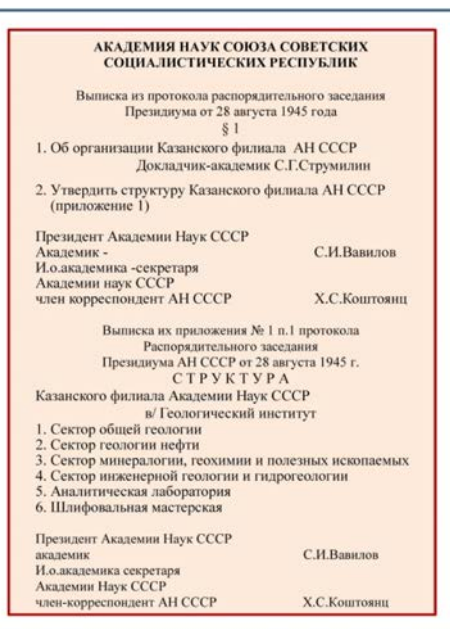 АКАДЕМИЯ НАУК СОЮЗА СОВЕТСКИХ
СОЦИАЛИСТИЧЕСКИХ РЕСПУБЛИК
Выписка из протокола распорядительного заседания
Президиума от 28 августа 1945 года
§ 1
1. Об организации Казанского филиала АН СССР
Докладчик-академик С.Г.Струмилин
2. Утвердить структуру Казанского филиала АН СССР
(приложение 1)
Президент Академии Наук СССР
Академик - С.И.Вавилов
И.о.академика -секретаря
Академии наук СССР
член корреспондент АН СССР Х.С.Коштоянц
Выписка их приложения № 1 п.1 протокола
Распорядительного заседания
Президиума АН СССР от 28 августа 1945 г.
С Т Р У К Т У Р А
Казанского филиала Академии Наук СССР
в/ Геологический институт
1. Сектор общей геологии
2. Сектор геологии нефти
3. Сектор минералогии, геохимии и полезных ископаемых
4. Сектор инженерной геологии и гидрогеологии
5. Аналитическая лаборатория
6. Шлифовальная мастерская
Президент Академии Наук СССР
академик С.И.Вавилов
И.о.академика секретаря
Академии Наук СССР
член-корреспондент АН СССР Х.С.Коштоянц